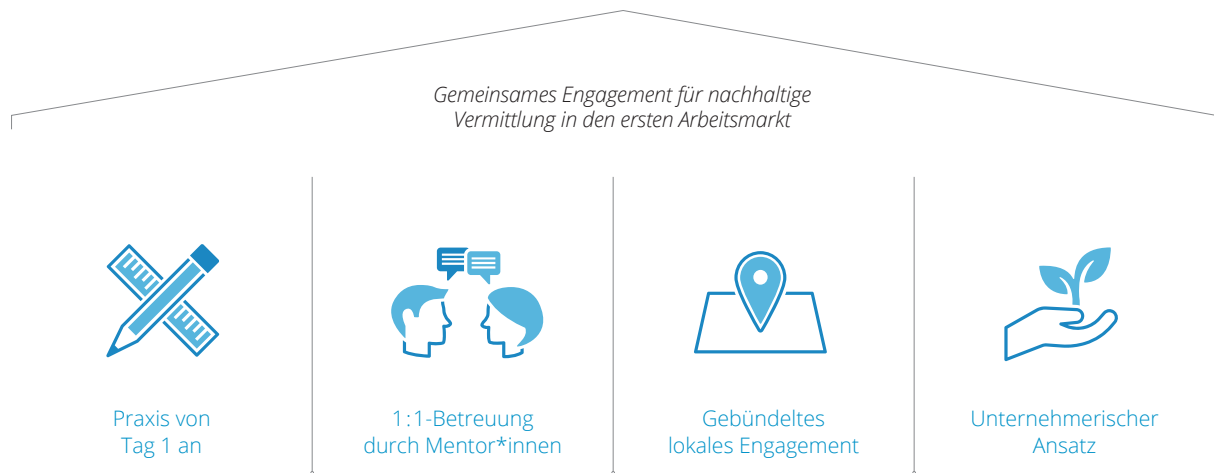 Gemeinsames Engagement für nachhaltige
Vermittlung in den ersten Arbeitsmarkt
Praxis von
Tag 1 an
1:1-Betreuung
durch Mentor*innen
Gebündeltes
lokales Engagement
Unternehmerischer
Ansatz